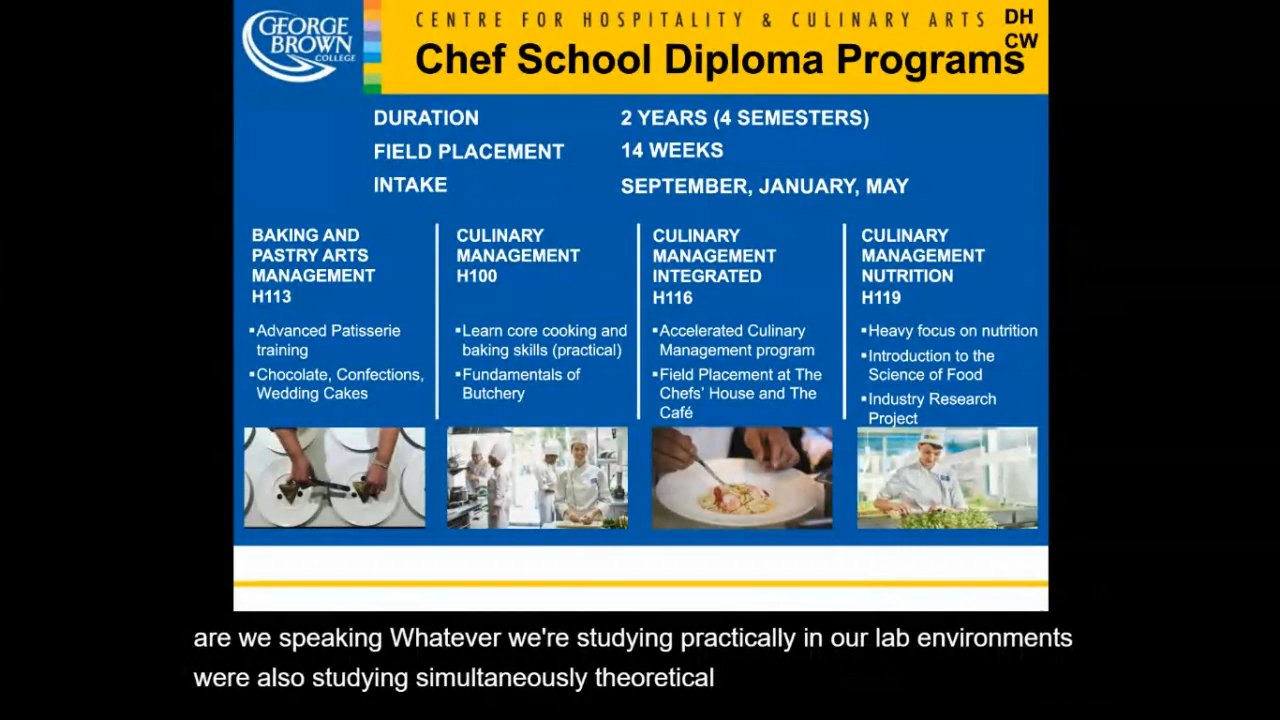 GEORGE
BROWN
COLLEGE
CENTRE FOR HOSPITALITY & CULINARY ARTS
DH
CW
Chef School Diploma Programs
DURATION 2 YEARS (4 SEMESTERS)
FIELD PLACEMENT 14 WEEKS
INTAKE SEPTEMBER, JANUARY, MAY
BAKING AND
PASTRY ARTS
MANAGEMENT
H113
▪Advanced Patisserie
training
▪Chocolate, Confections,
Wedding Cakes
CULINARY
MANAGEMENT
H100
▪Learn core cooking and
baking skills (practical)
▪Fundamentals of
Butchery
CULINARY
MANAGEMENT
INTEGRATED
H116
▪Accelerated Culinary
Management program
▪Field Placement at The
Chefs’ House and The
Café
CULINARY
MANAGEMENT
NUTRITION
H119
▪Heavy focus on nutrition
▪Introduction to the
Science of Food
▪Industry Research
Project
are we speaking Whatever we're studying practically in our lab environments
were also studying simultaneously theoretical